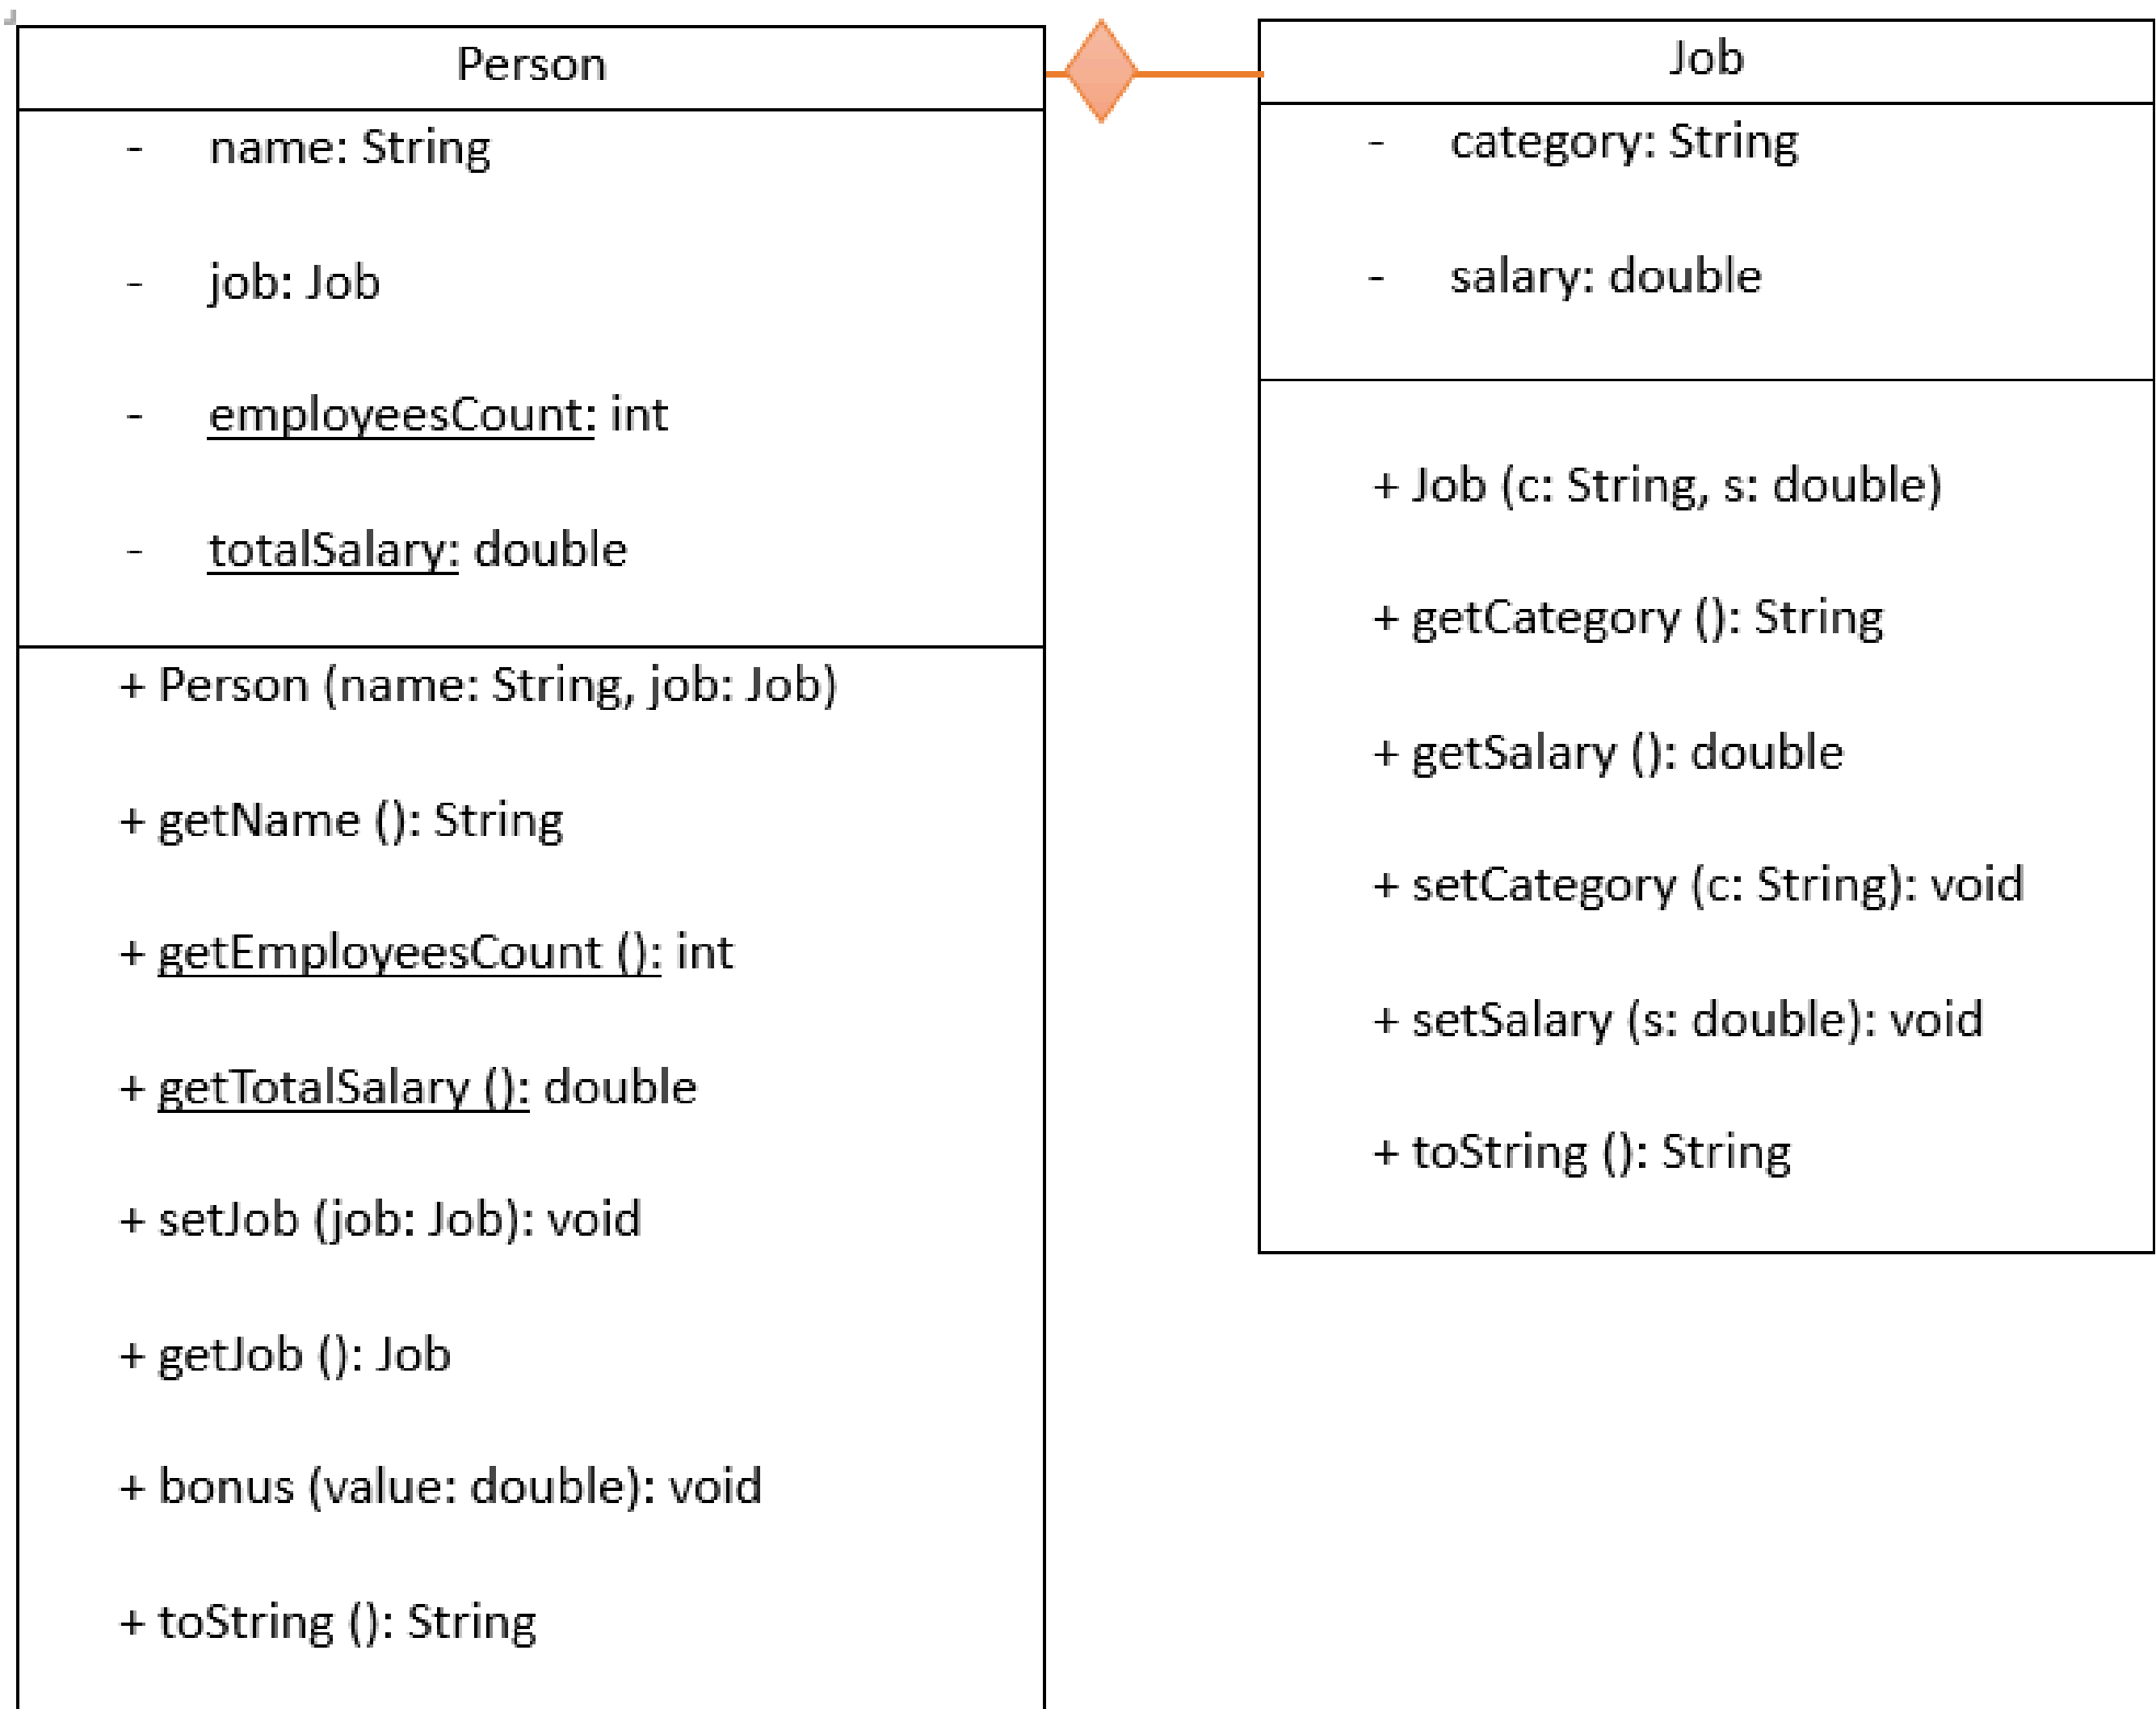 Person
- name: String
- job: Job
- employeesCount: int
- totalSalary: double
+ Person (name: String, job: Job)
+ getName (): String
+ getEmployeesCount (): int
+ getTotalSalary (): double
+ setJob (job: Job): void
+ getJob (): Job
+ bonus (value: double): void
+ toString (): String
Job
- category: String
- salary: double
+ Job (c: String, s: double)
+ getCategory (): String
+ getSalary (): double
+ setCategory (c: String): void
+ setSalary (s: double): void
+ toString (): String